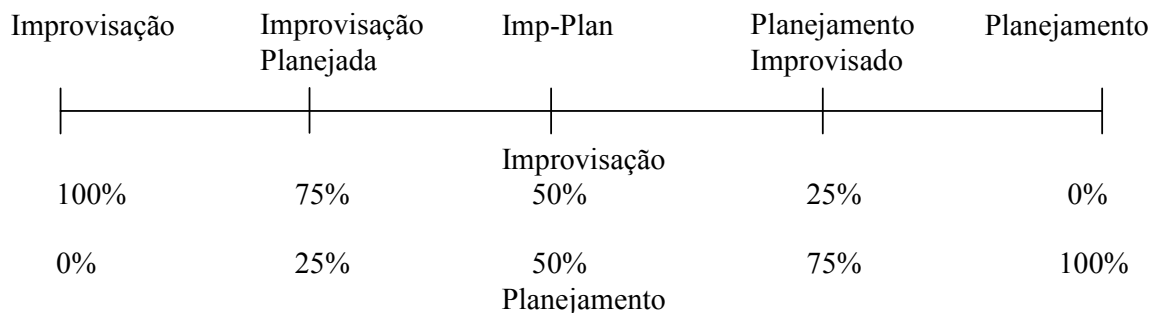 Improvisação Improvisação Imp-Plan Planejamento Planejamento
Planejada Improvisado
Improvisação
100% 75% 50% 25% 0%
0% 25% 50% 75% 100%
Planejamento